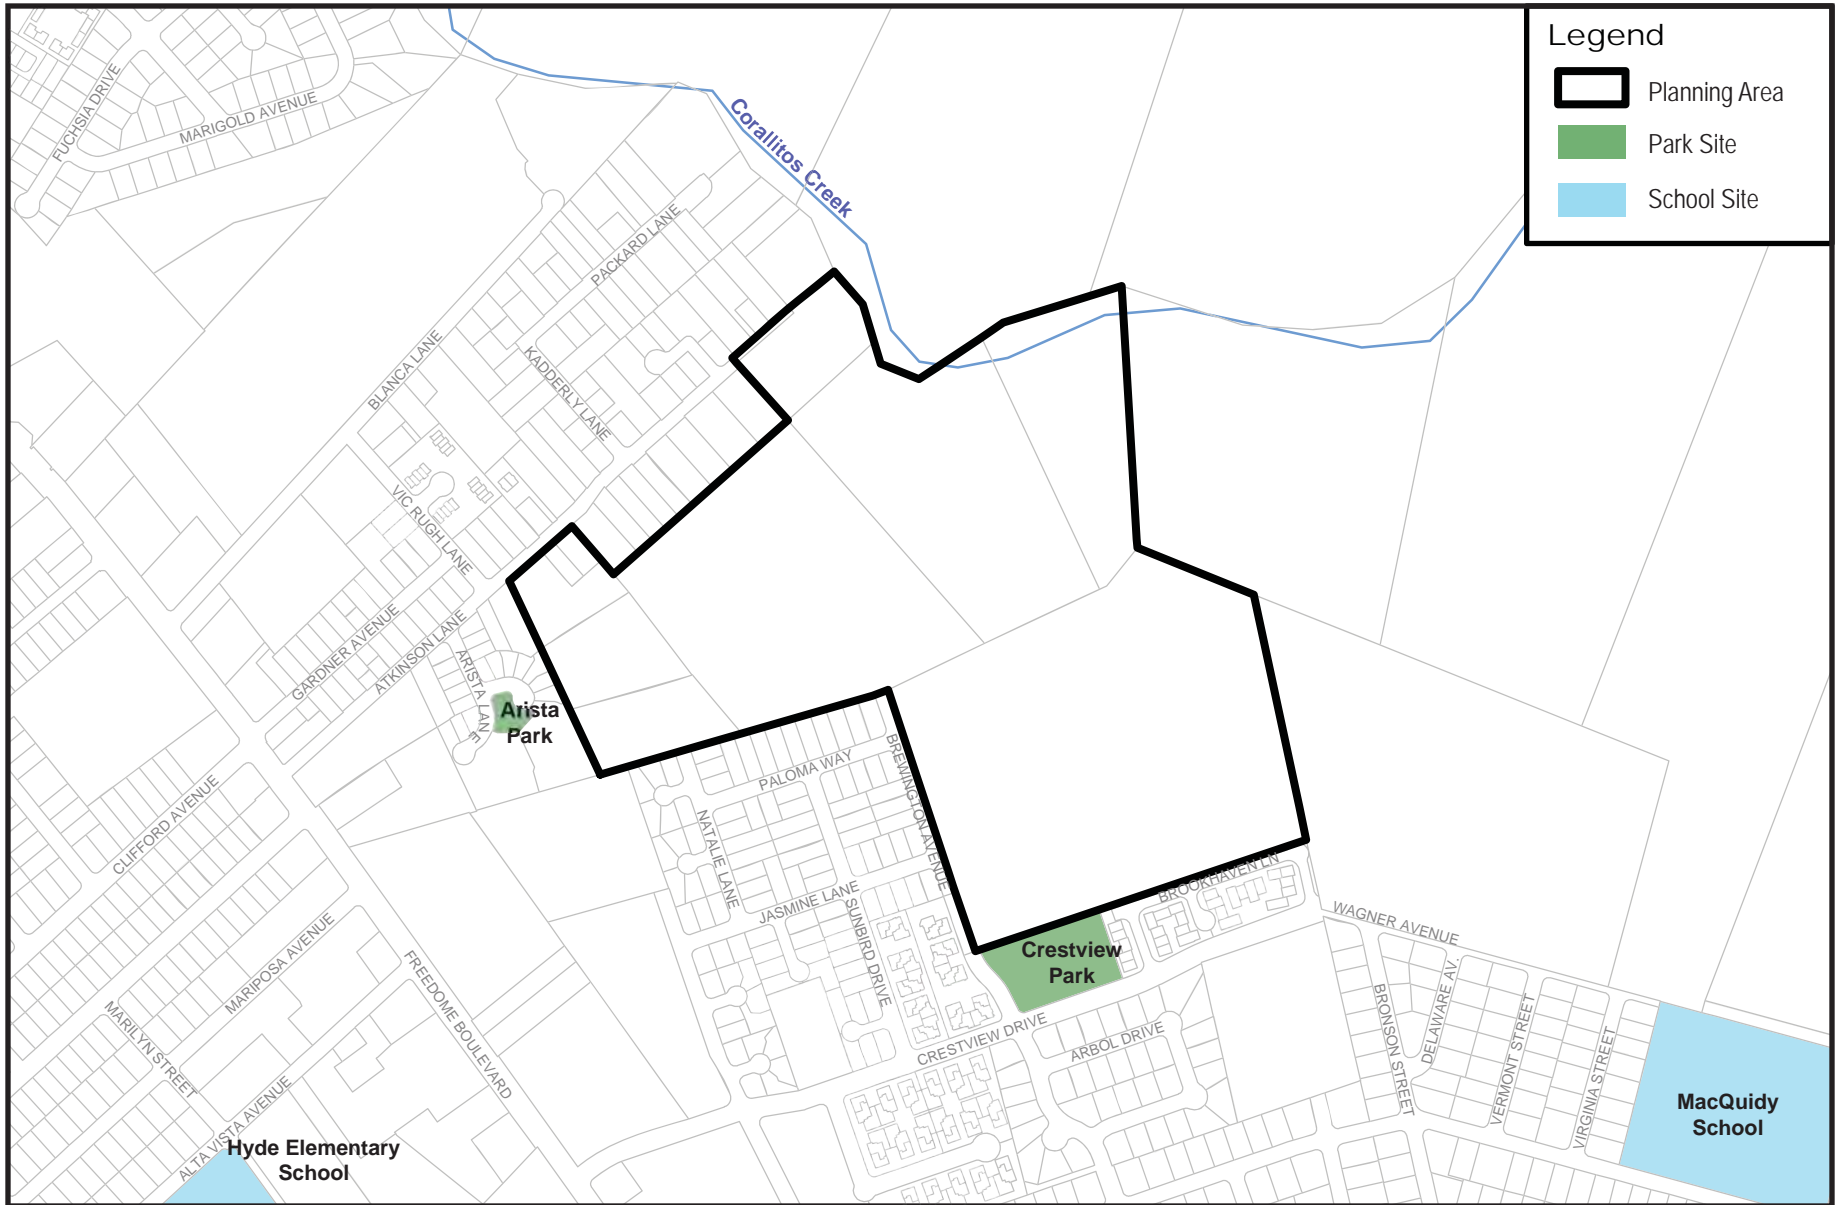 Legend
Planning Area
Park Site
School Site
Corallitos Creek
FUCHSIA DRIVE
MARIGOLD AVENUE
PACKARD LANE
BLANCA LANE
KADDERLY LANE
VIC RUGH LANE
GARDNER AVENUE
ATKINSON LANE
ARISTA LANE
Arista
Park
CLIFFORD AVENUE
PALOMA WAY
BREWINGTON AVENUE
NATALIE LANE
JASMINE LANE
SUNBIRD DRIVE
BROOKHAVEN LN
WAGNER AVENUE
Crestview
Park
MARIPOSA AVENUE
FREEDOME BOULEVARD
MARILYN STREET
CRESTVIEW DRIVE
ARBOL DRIVE
BRONSON STREET
DELAWARE AV.
VERMONT STREET
VIRGINIA STREET
ALTA VISTA AVENUE
Hyde Elementary
School
MacQuidy
School